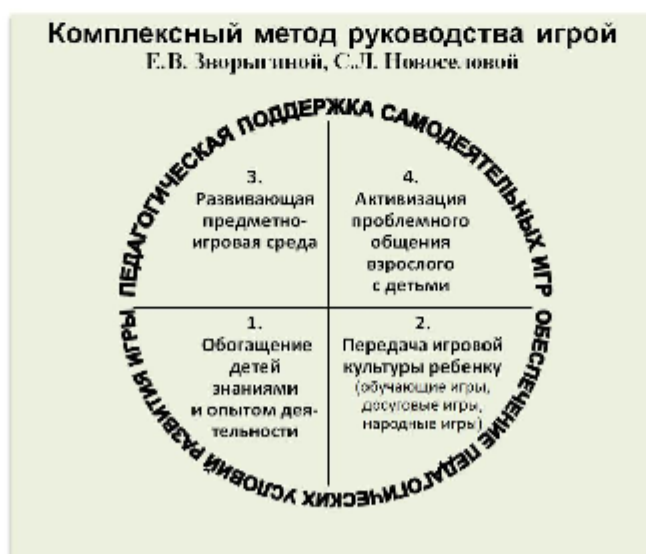 Комплексный метод руководства игрой
Е.В. Зворыгиной, С.Л. Новоселовой
ПЕДАГОГИЧЕСКАЯ ПОДДЕРЖКА САМОДЕЯТЕЛЬНЫХ ИГР
3.
Развивающая
предметно-
игровая среда
4.
Активизация
проблемного
общения
взрослого
с детьми
1.
Обогащение
детей
знаниями
и опытом дея-
тельности
2.
Передача игровой
культуры ребенку
(обучающие игры,
досуговые игры,
народные игры)
ОБЕСПЕЧЕНИЕ ПЕДАГОГИЧЕСКИХ УСЛОВИЙ РАЗВИТИЯ ИГРЫ